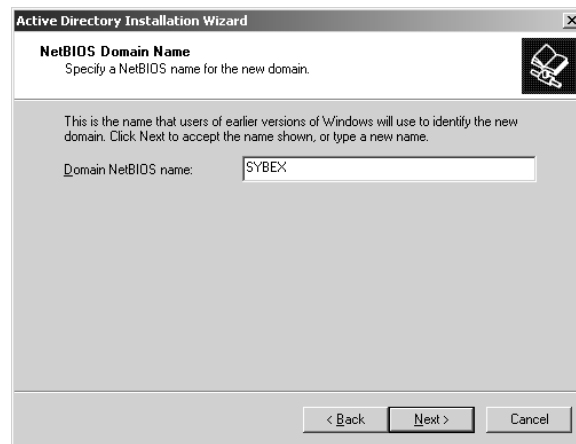 Active Directory Installation Wizard
NetBIOS Domain Name
Specify a NetBIOS name for the new domain.
This is the name that users of earlier versions of Windows will use to identify the new
domain. Click Next to accept the name shown, or type a new name.
Domain NetBIOS name:
SYBEX
< Back
Next >
Cancel